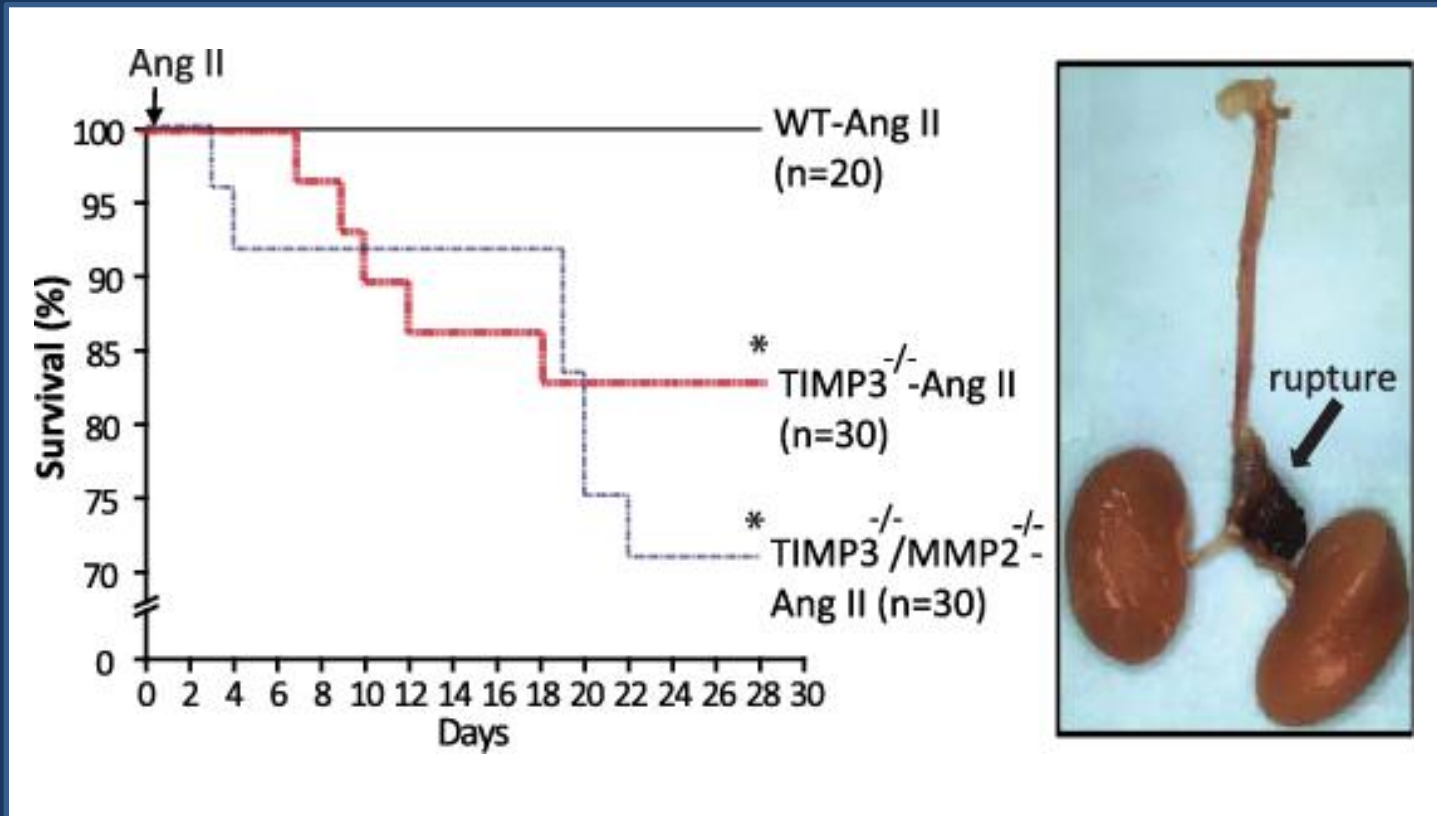 Ang II
100
95
90
85
80
75
70
0
Survival (%)
0 2 4 6 8 10 12 14 16 18 20 22 24 26 28 30
Days
WT-Ang II
(n=20)
*
TIMP3-/--Ang II
(n=30)
*
TIMP3-/-/MMP2-/--
Ang II (n=30)
rupture